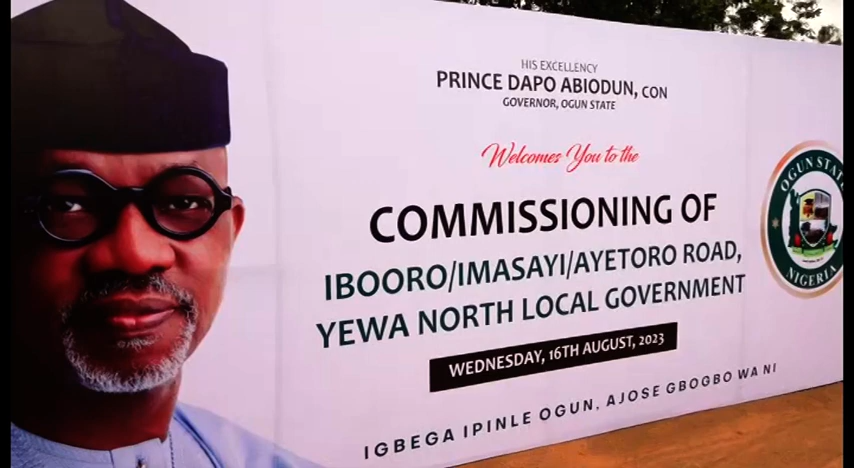 HIS EXCELLENCY
PRINCE DAPO ABIODUN, CON
GOVERNOR, OGUN STATE
Welcomes You to the
COMMISSIONING OF
IBOORO/IMASAYI/AYETORO ROAD,
YEWA NORTH LOCAL GOVERNMENT
WEDNESDAY, 16TH AUGUST, 2023
IGBEGA IPINLE OGUN, AJOSE GBOGBO WA NI
OGUN STATE
NIGERIA